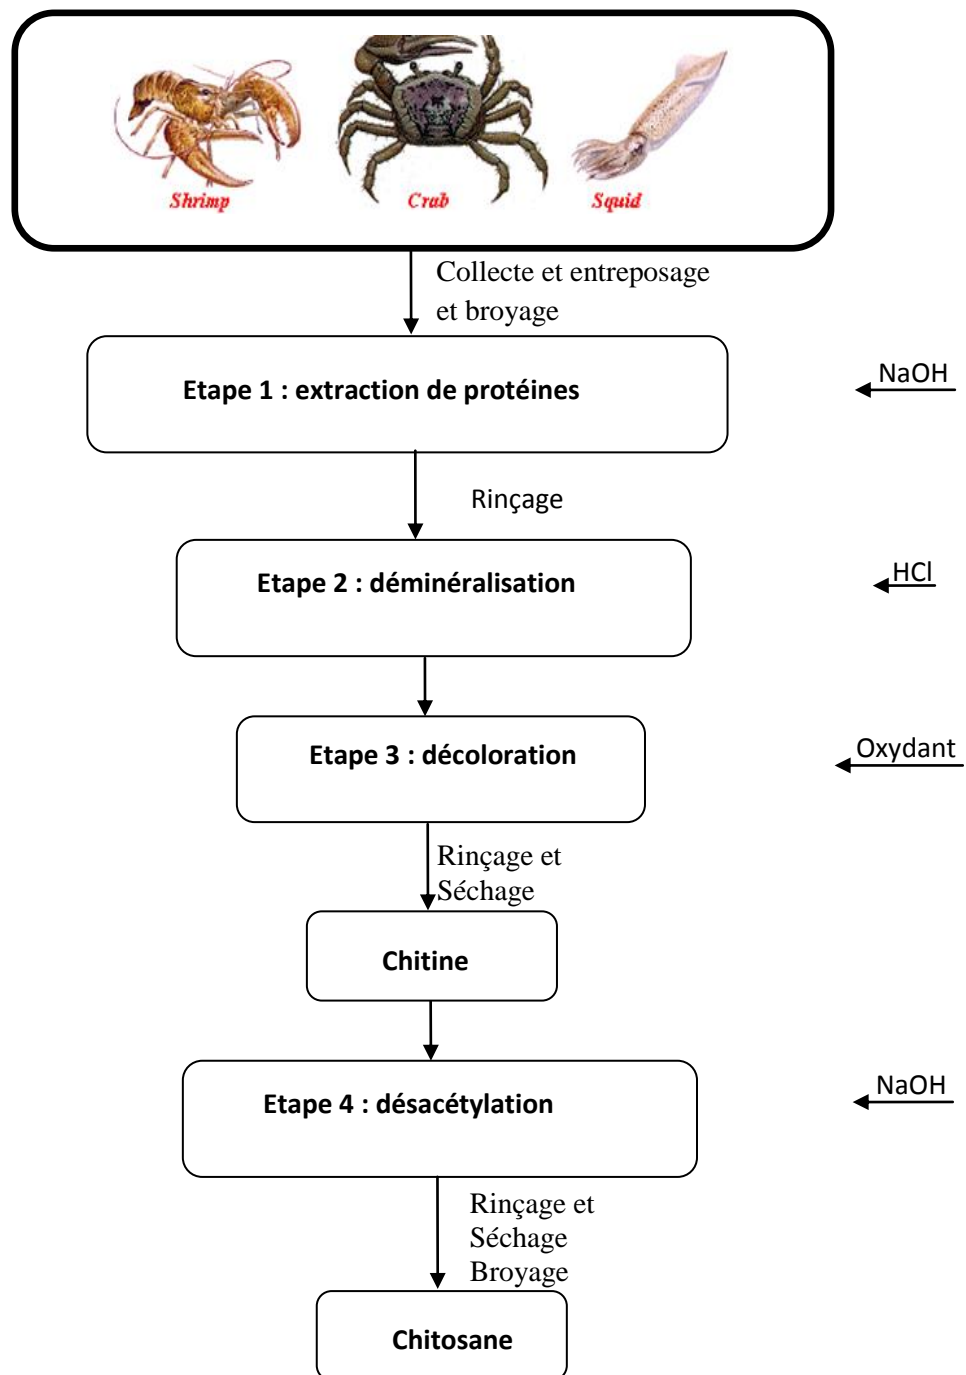 Shrimp
Crab
Squid
Collecte et entreposage
et broyage
Etape 1 : extraction de protéines
NaOH
Rinçage
Etape 2 : déminéralisation
HCl
Etape 3 : décoloration
Oxydant
Rinçage et
Séchage
Chitine
Etape 4 : désacétylation
NaOH
Rinçage et
Séchage
Broyage
Chitosane